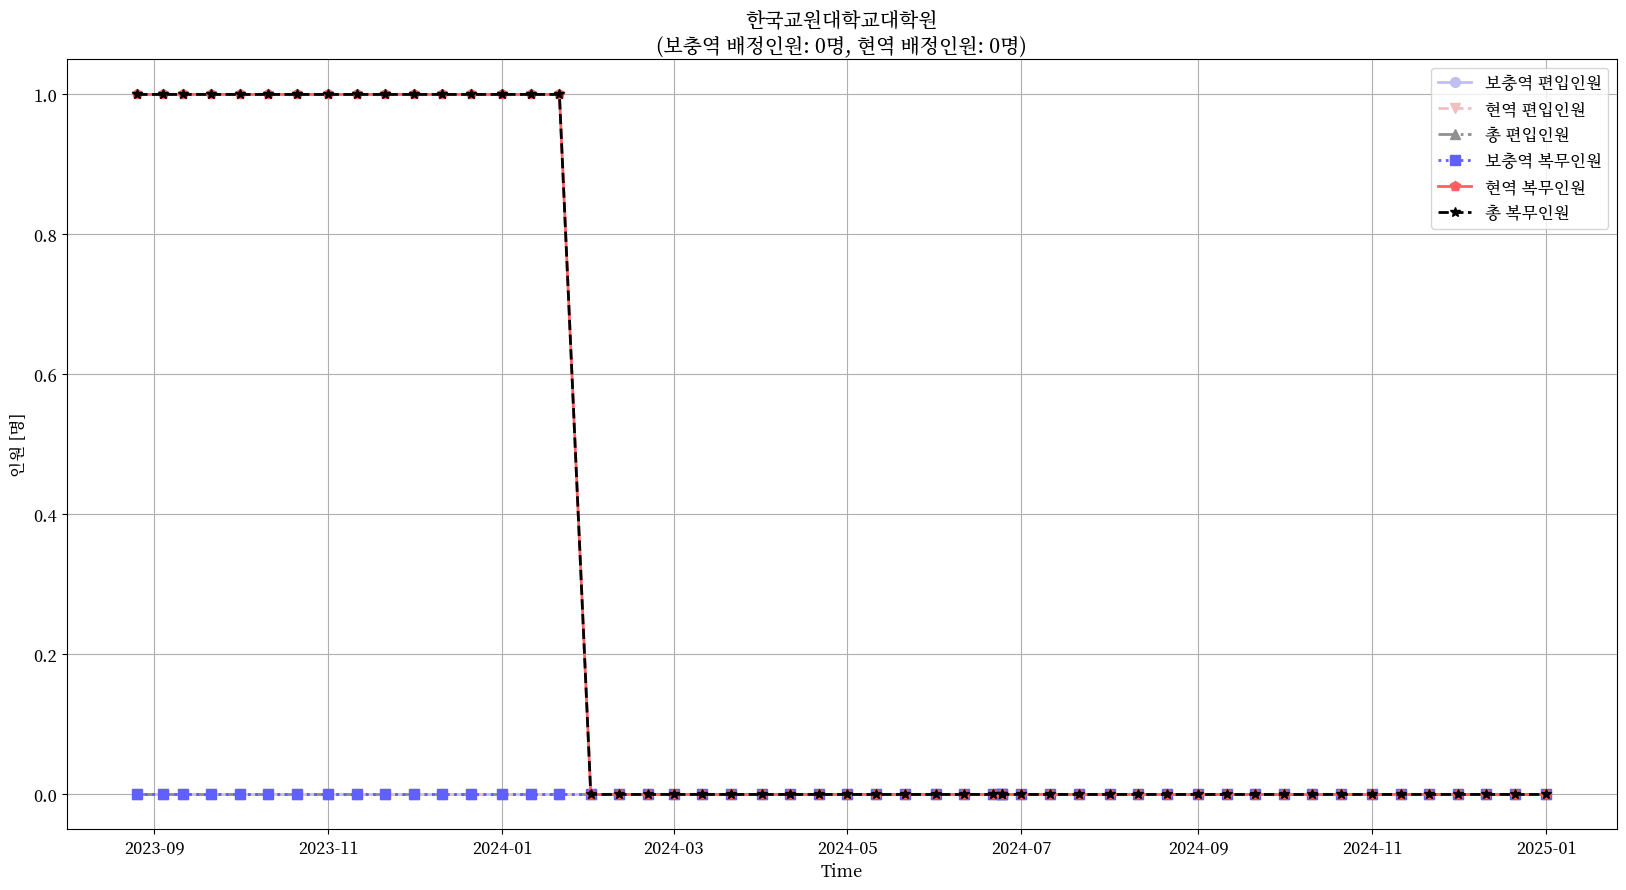 한국교원대학교대학원
(보충역 배정인원: 0명, 현역 배정인원: 0명)
보충역 편입인원
현역 편입인원
총 편입인원
보충역 복무인원
현역 복무인원
총 복무인원
1.0
0.8
0.6
0.4
0.2
0.0
인원 [명]
2023-09 2023-11 2024-01 2024-03 2024-05 2024-07 2024-09 2024-11 2025-01
Time